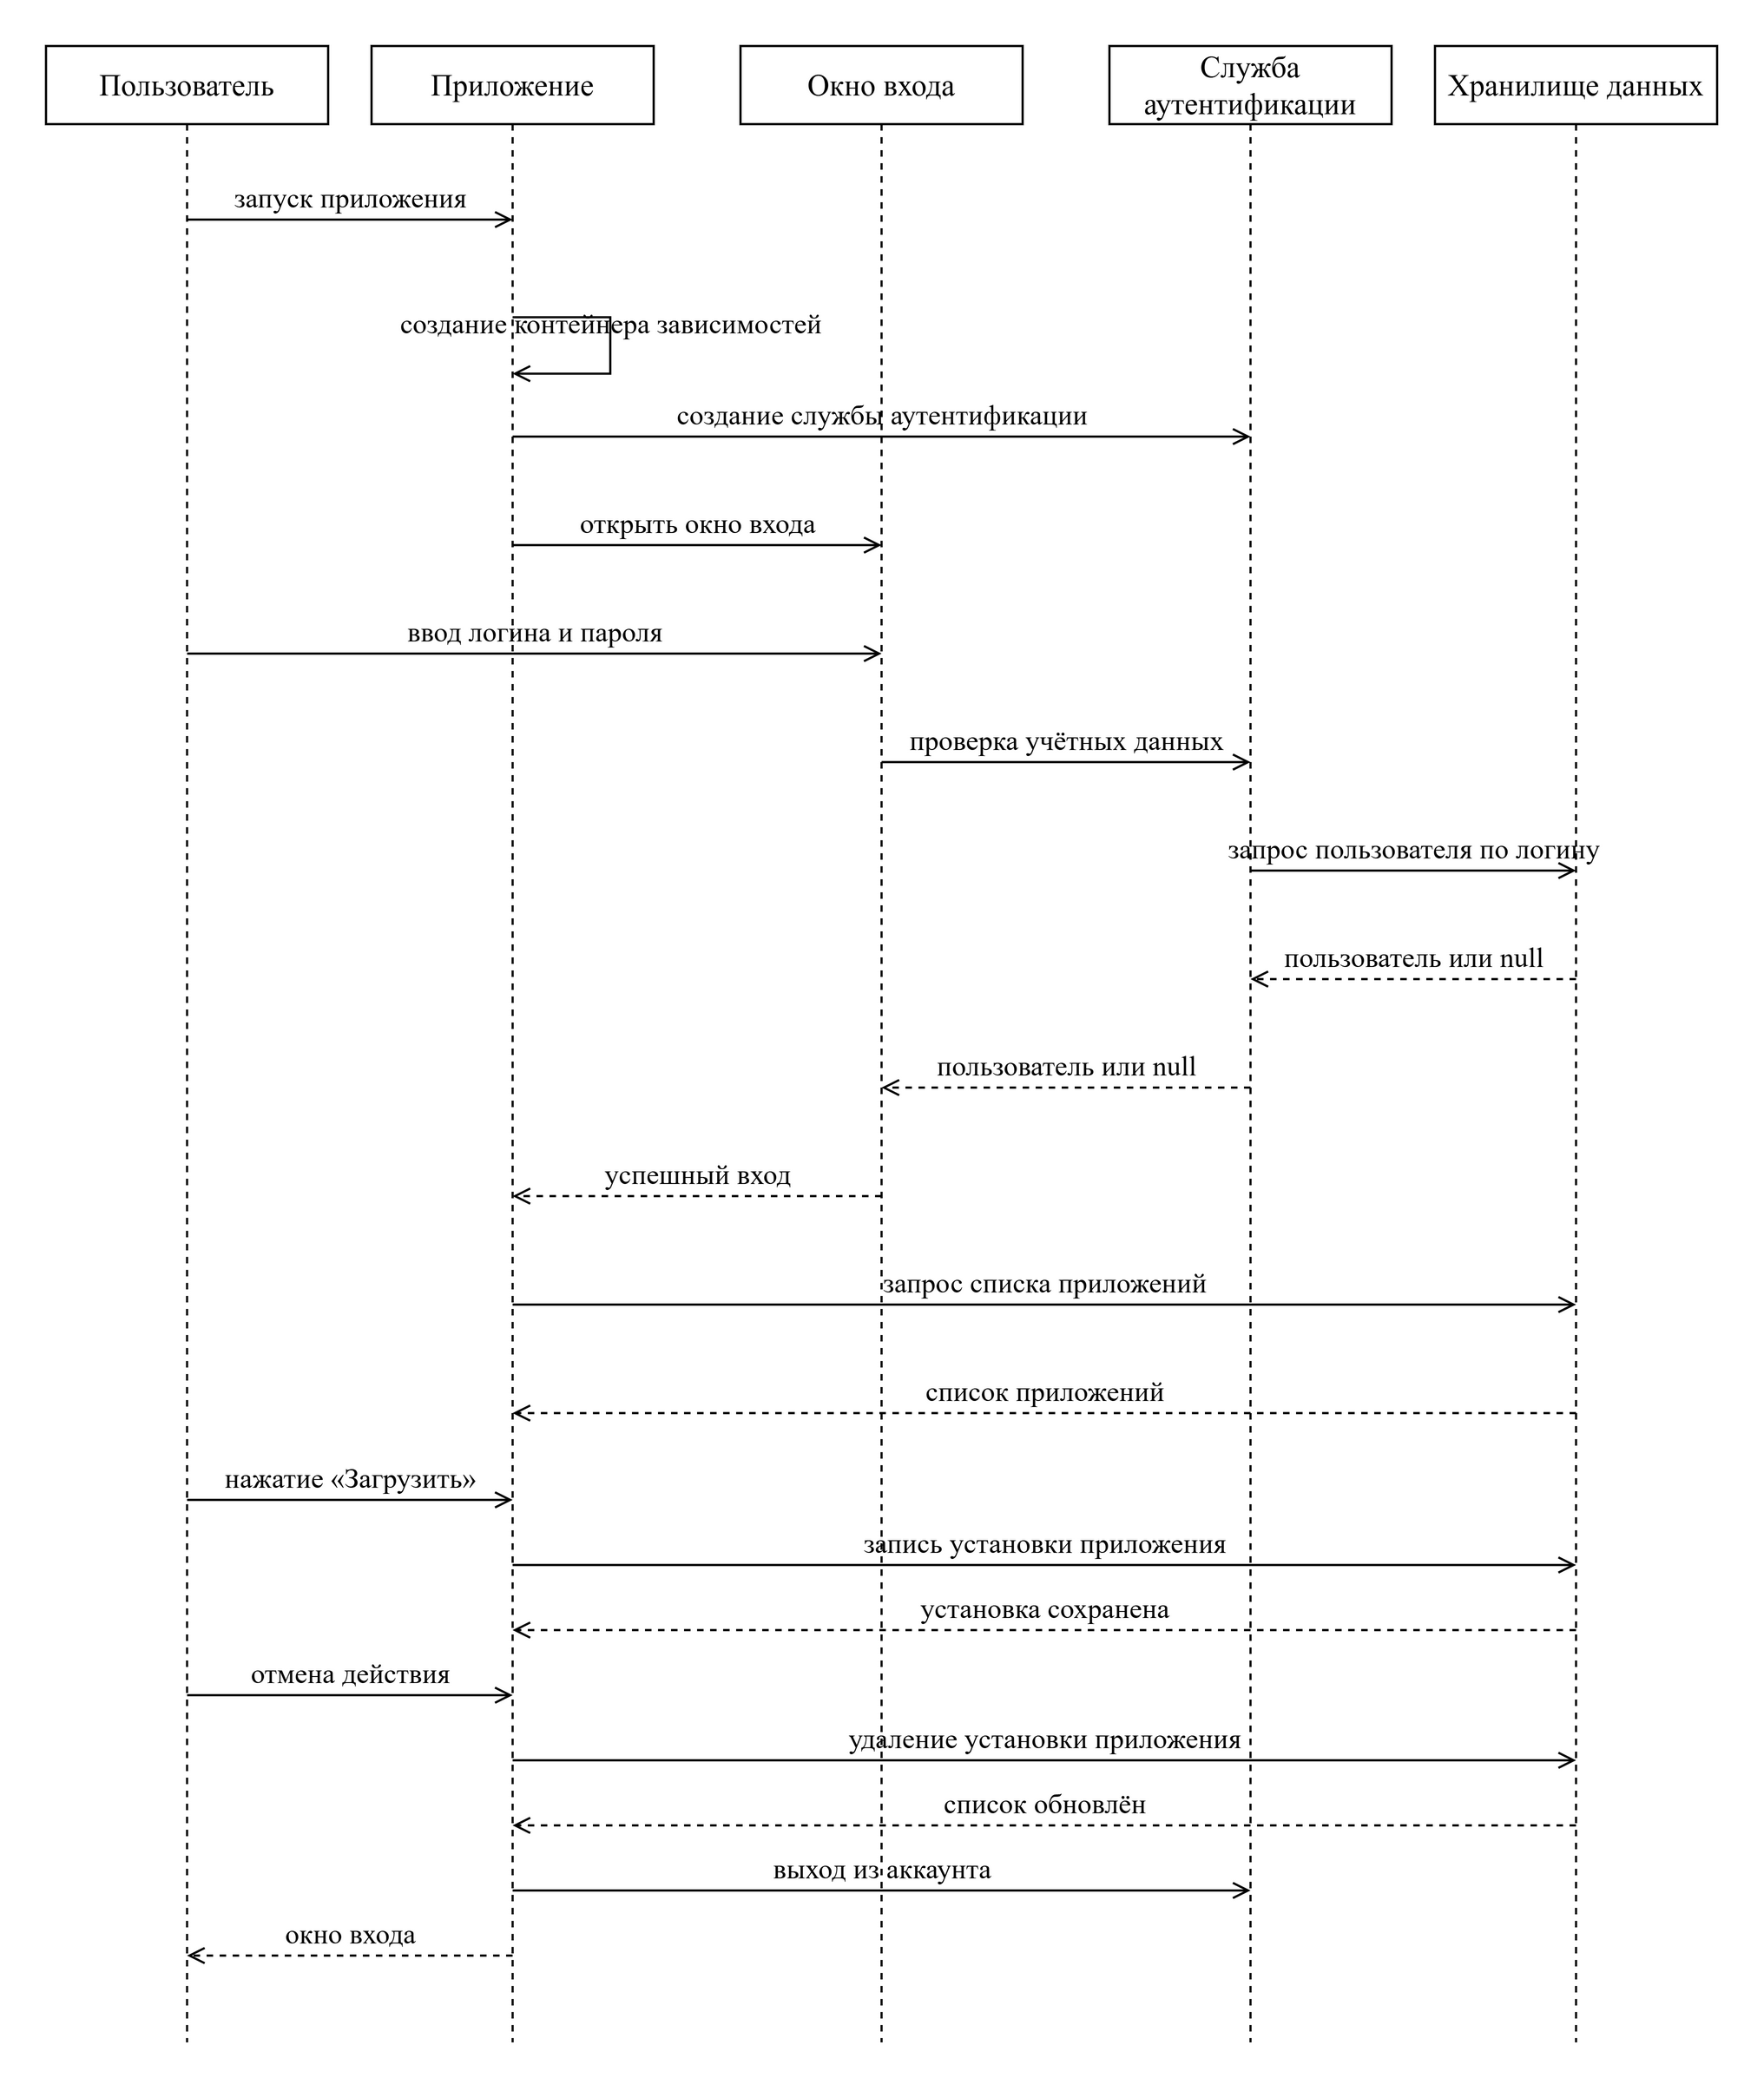 Пользователь
Приложение
Окно входа
Служба
аутентификации
Хранилище данных
запуск приложения
создание контейнера зависимостей
создание службы аутентификации
открыть окно входа
ввод логина и пароля
проверка учётных данных
запрос пользователя по логину
пользователь или null
пользователь или null
успешный вход
запрос списка приложений
список приложений
нажатие «Загрузить»
запись установки приложения
установка сохранена
отмена действия
удаление установки приложения
список обновлён
выход из аккаунта
окно входа